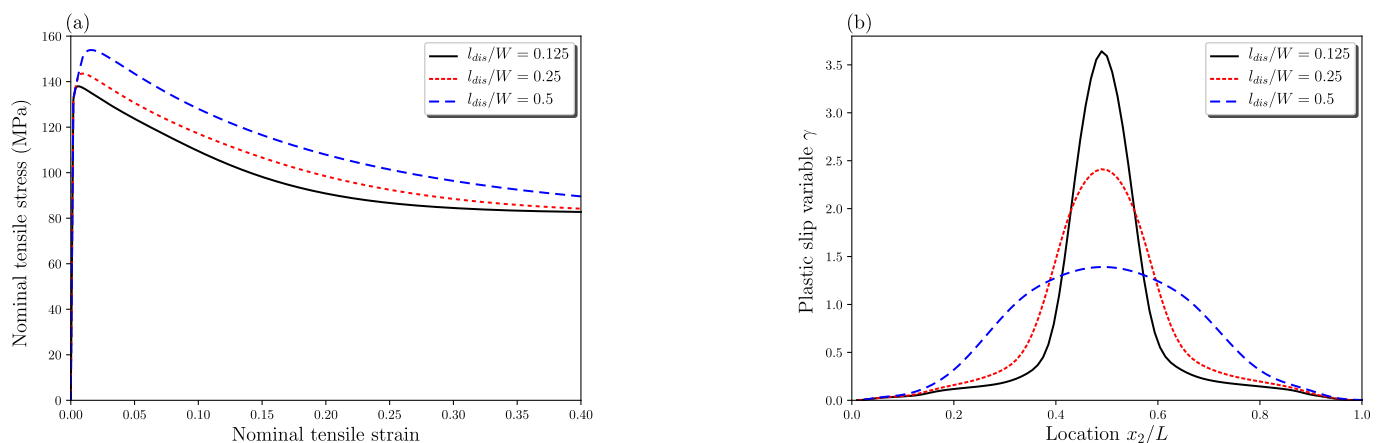 (a)
160
140
120
100
80
60
40
20
0
0.00 0.05 0.10 0.15 0.20 0.25 0.30 0.35 0.40
Nominal tensile stress (MPa)
Nominal tensile strain
l_dis/W = 0.125
l_dis/W = 0.25
l_dis/W = 0.5
(b)
3.5
3.0
2.5
2.0
1.5
1.0
0.5
0.0
0.0 0.2 0.4 0.6 0.8 1.0
Plastic slip variable γ
Location x₂/L
l_dis/W = 0.125
l_dis/W = 0.25
l_dis/W = 0.5